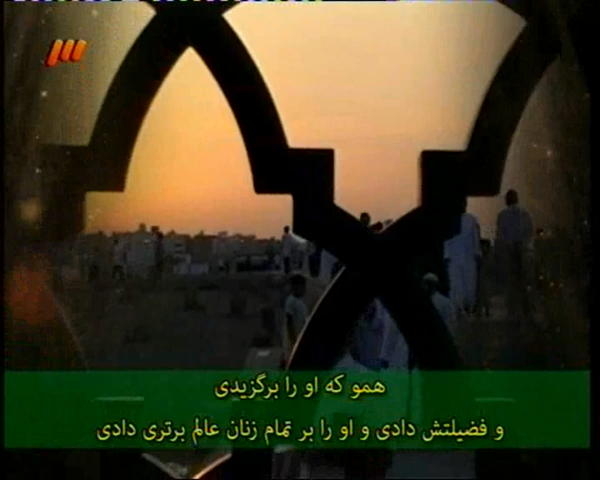 همو که او را برگزیدی
و فضیلتش دادی و او را بر تمام زنان عالم برتری دادی